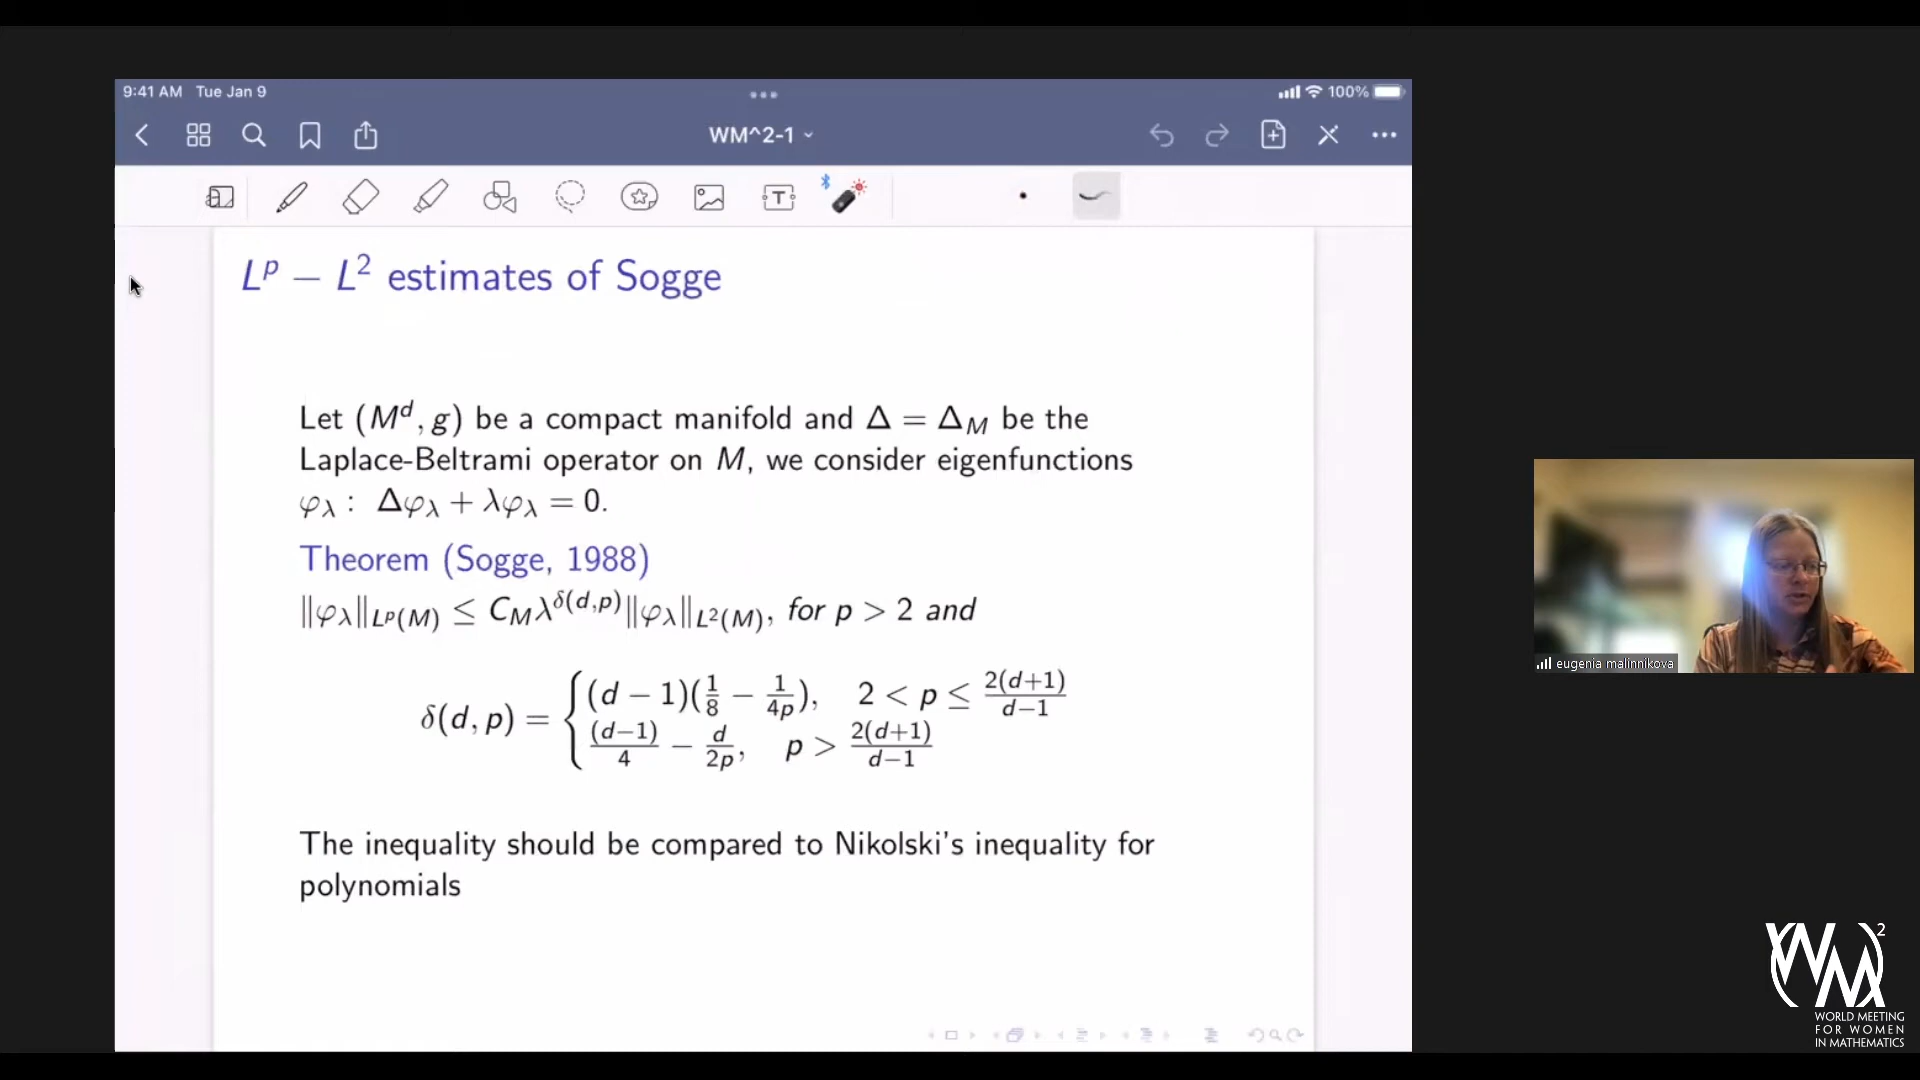 9:41 AM Tue Jan 9
100%
WM^2-1
T
L^p − L^2 estimates of Sogge
Let (M^d, g) be a compact manifold and Δ = Δ_M be the
Laplace-Beltrami operator on M, we consider eigenfunctions
φ_λ : Δφ_λ + λφ_λ = 0.
Theorem (Sogge, 1988)
‖φ_λ‖_{L^p(M)} ≤ C_M λ^{δ(d,p)} ‖φ_λ‖_{L^2(M)}, for p > 2 and
δ(d, p) = { (d − 1)(1/8 − 1/4p), 2 < p ≤ 2(d+1)/d−1
(d−1)/4 − d/2p, p > 2(d+1)/d−1
The inequality should be compared to Nikolski's inequality for
polynomials
eugenia malinnikova
WM^2
WORLD MEETING
FOR WOMEN
IN MATHEMATICS